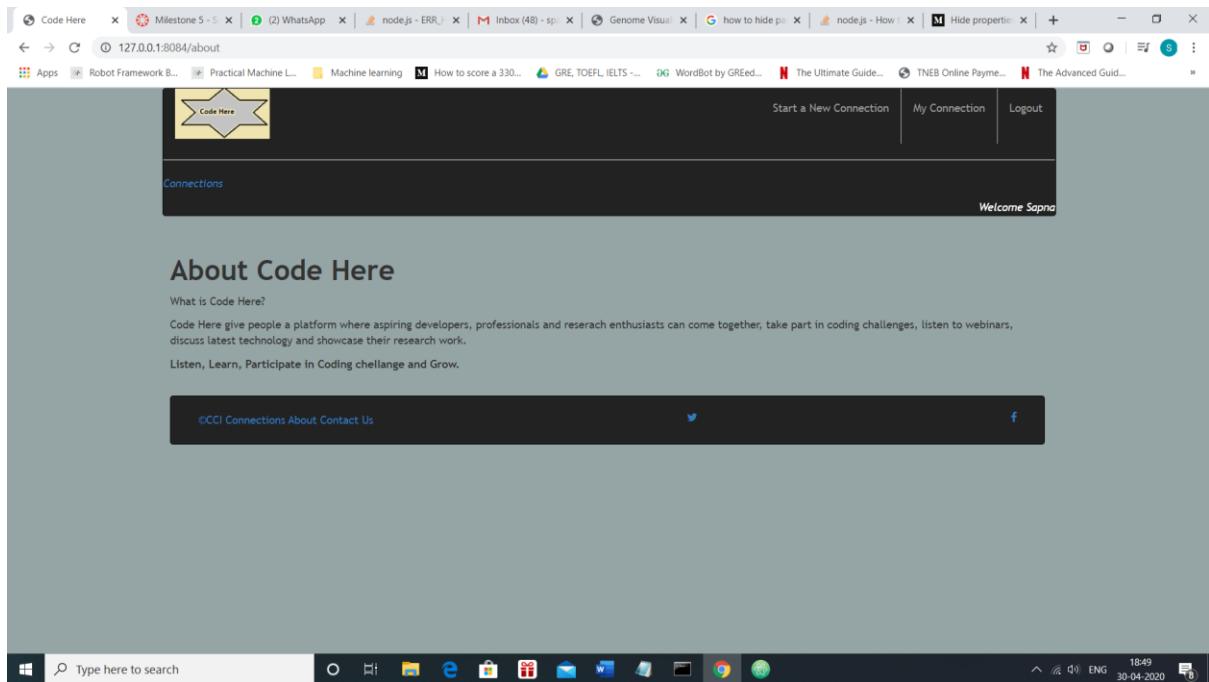 Code Here
Milestone 5 - S
(2) WhatsApp
node.js - ERR_
Inbox (48) - sp
Genome Visual
how to hide pa
node.js - How
Hide properties
127.0.0.1:8084/about
Apps
Robot Framework B...
Practical Machine L...
Machine learning
How to score a 330...
GRE, TOEFL, IELTS -...
WordBot by GREed...
The Ultimate Guide...
TNEB Online Payme...
The Advanced Guid...
Code Here
Start a New Connection
My Connection
Logout
Connections
Welcome Sapna
About Code Here
What is Code Here?
Code Here give people a platform where aspiring developers, professionals and reserach enthusiasts can come together, take part in coding challenges, listen to webinars,
discuss latest technology and showcase their research work.
Listen, Learn, Participate in Coding chellange and Grow.
©CCI Connections About Contact Us
Type here to search
ENG
18:49
30-04-2020